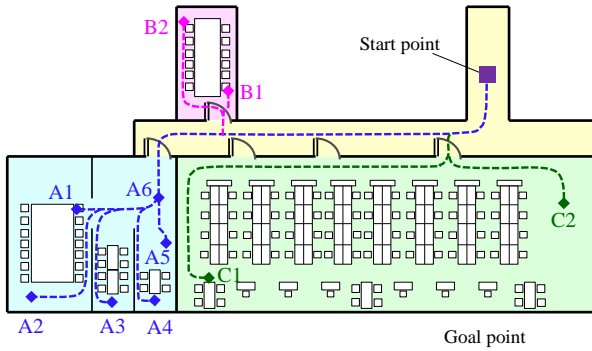 B2
Start point
B1
A1
A6
C2
A5
C1
A2
A3
A4
Goal point